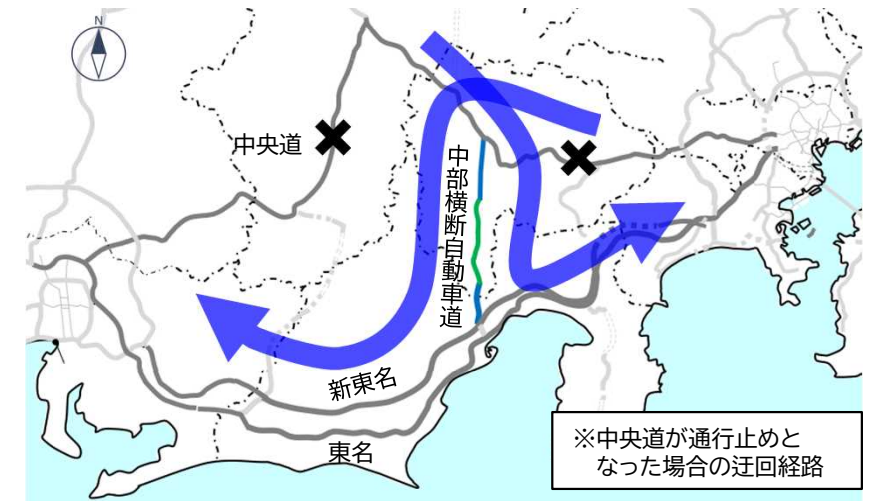 N
中央道
中部横断自動車道
新東名
東名
※中央道が通行止めと
なった場合の迂回経路